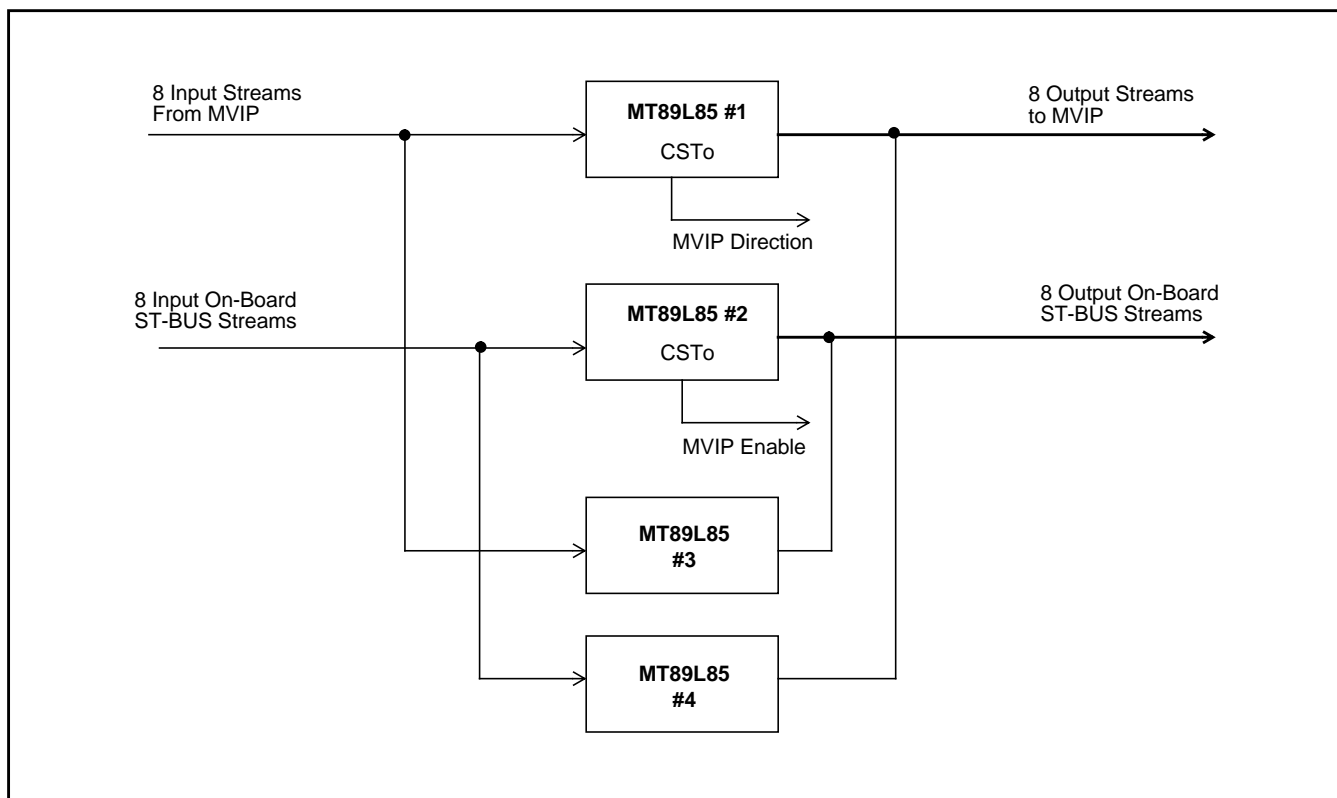 8 Input Streams
From MVIP
MT89L85 #1
CSTo
8 Output Streams
to MVIP
MVIP Direction
8 Input On-Board
ST-BUS Streams
MT89L85 #2
CSTo
8 Output On-Board
ST-BUS Streams
MVIP Enable
MT89L85
#3
MT89L85
#4